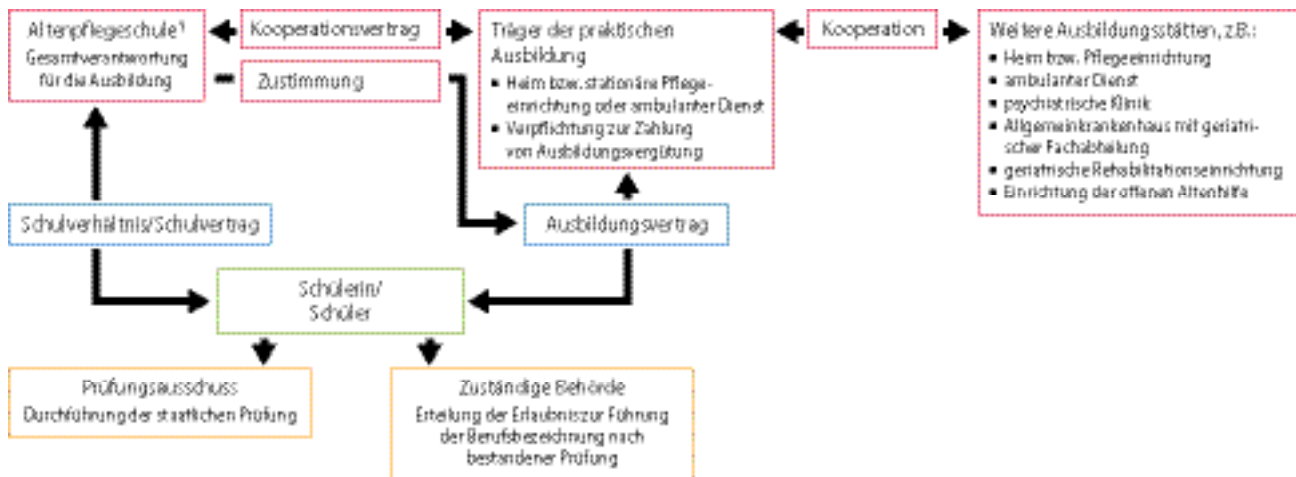 Altenpflegeschule¹
Gesamtverantwortung
für die Ausbildung
Kooperationsvertrag
Zustimmung
Träger der praktischen
Ausbildung
▪ Heim bzw. stationäre Pflege-
einrichtung oder ambulanter Dienst
▪ Verpflichtung zur Zahlung
von Ausbildungsvergütung
Kooperation
Weitere Ausbildungsstätten, z.B.:
▪ Heim bzw. Pflegeeinrichtung
▪ ambulanter Dienst
▪ psychiatrische Klinik
▪ Allgemeinkrankenhaus mit geriatri-
scher Fachabteilung
▪ geriatrische Rehabilitationseinrichtung
▪ Einrichtung der offenen Altenhilfe
Schulverhältnis/Schulvertrag
Ausbildungsvertrag
Schülerin/
Schüler
Prüfungsausschuss
Durchführung der staatlichen Prüfung
Zuständige Behörde
Erteilung der Erlaubnis zur Führung
der Berufsbezeichnung nach
bestandener Prüfung